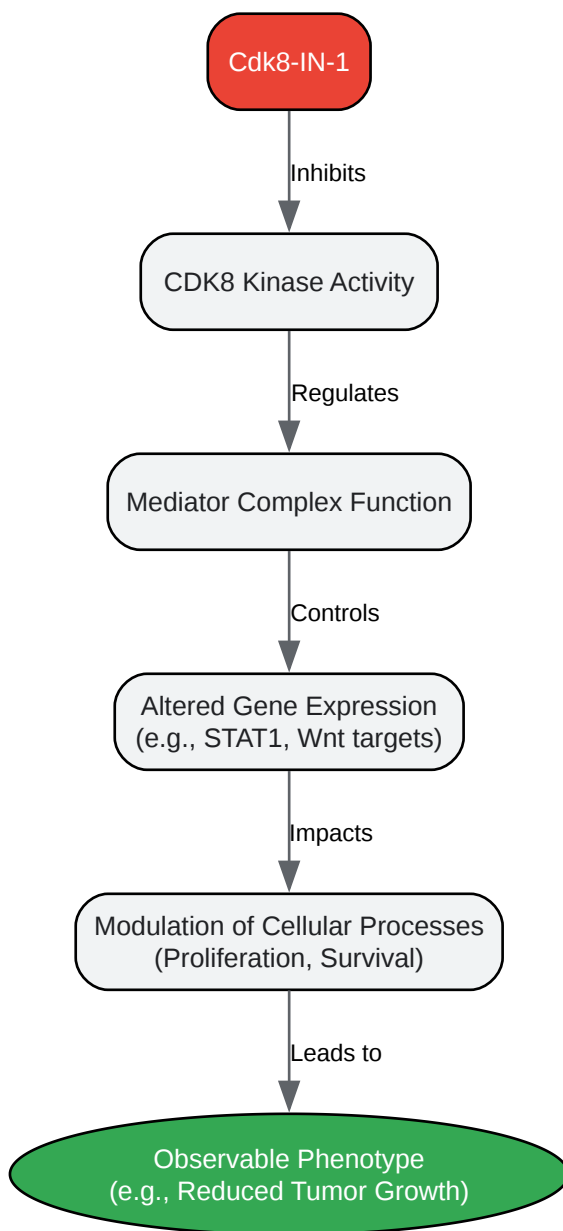 Cdk8-IN-1
Inhibits
CDK8 Kinase Activity
Regulates
Mediator Complex Function
Controls
Altered Gene Expression
(e.g., STAT1, Wnt targets)
Impacts
Modulation of Cellular Processes
(Proliferation, Survival)
Leads to
Observable Phenotype
(e.g., Reduced Tumor Growth)